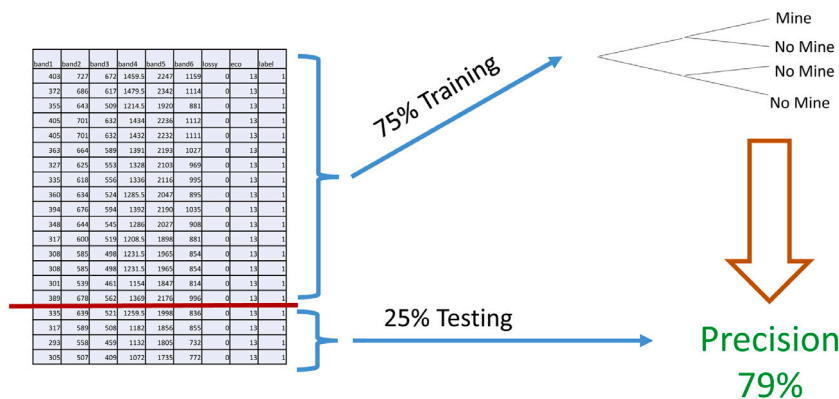 band1 band2 band3 band4 band5 band6 lossy eco label
403 727 672 1459.5 2247 1159 0 13 1
372 686 617 1479.5 2342 1114 0 13 1
355 643 509 1214.5 1920 881 0 13 1
405 701 632 1434 2236 1112 0 13 1
405 701 632 1432 2232 1111 0 13 1
363 664 589 1391 2193 1027 0 13 1
327 625 553 1328 2103 969 0 13 1
335 618 556 1336 2116 995 0 13 1
360 634 524 1285.5 2047 895 0 13 1
394 676 594 1392 2190 1035 0 13 1
348 644 545 1286 2027 908 0 13 1
317 600 519 1208.5 1898 881 0 13 1
308 585 498 1231.5 1965 854 0 13 1
308 585 498 1231.5 1965 854 0 13 1
301 539 461 1154 1847 814 0 13 1
389 678 562 1369 2176 996 0 13 1
335 639 521 1259.5 1998 836 0 13 1
317 589 508 1182 1856 855 0 13 1
293 558 459 1132 1805 732 0 13 1
305 507 409 1072 1735 772 0 13 1
75% Training
25% Testing
Mine
No Mine
No Mine
No Mine
Precision
79%